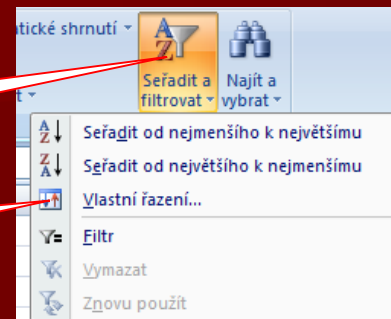 tické shrnutí
Seřadit a filtrovat
Najít a vybrat
Seřadit od nejmenšího k největšímu
Seřadit od největšího k nejmenšímu
Vlastní řazení...
Filtr
Vymazat
Znovu použít